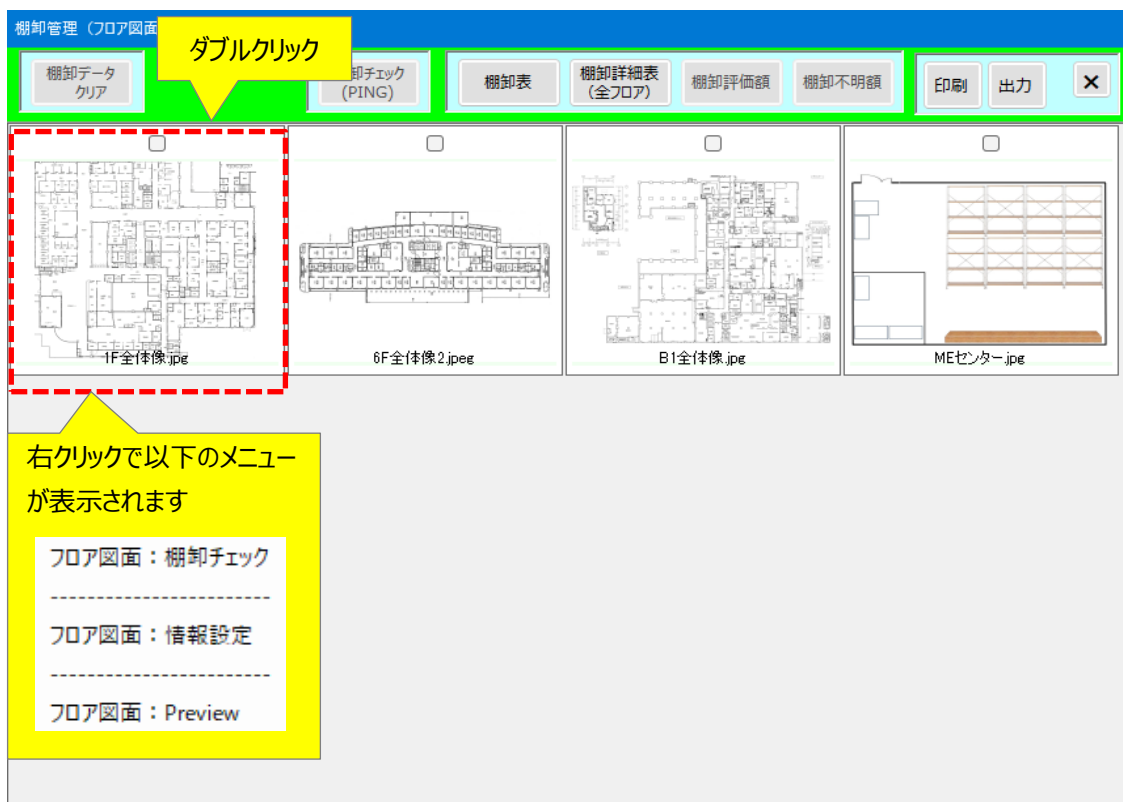 棚卸管理（フロア図面
ダブルクリック
棚卸データ
クリア
卸チェック
(PING)
棚卸表
棚卸詳細表
(全フロア)
棚卸評価額
棚卸不明額
印刷
出力
×
1F全体像.jpg
6F全体像2.jpeg
B1全体像.jpg
MEセンター.jpg
右クリックで以下のメニュー
が表示されます
フロア図面：棚卸チェック
------------------------
フロア図面：情報設定
------------------------
フロア図面：Preview